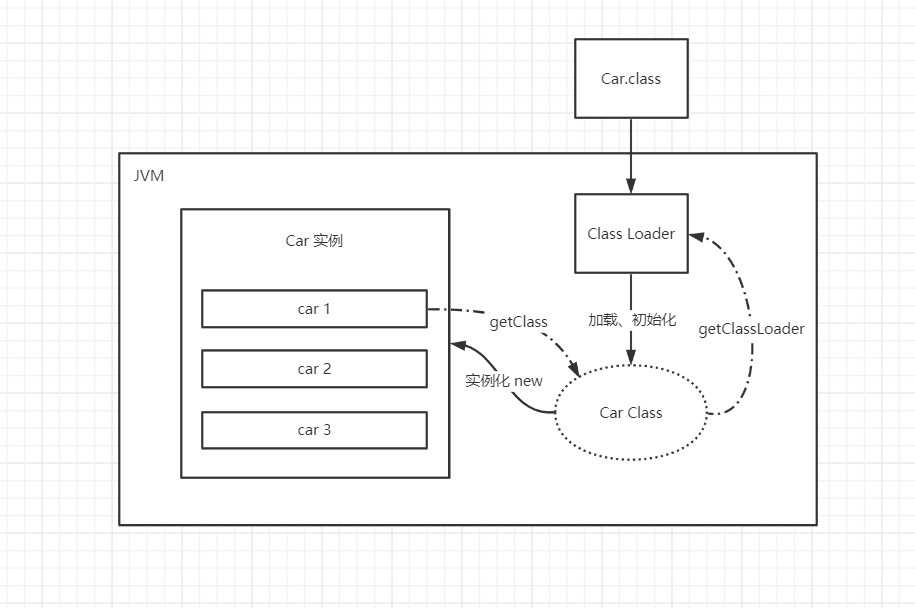 Car.class
JVM
Class Loader
Car 实例
car 1
getClass
加载、初始化
getClassLoader
car 2
实例化 new
Car Class
car 3